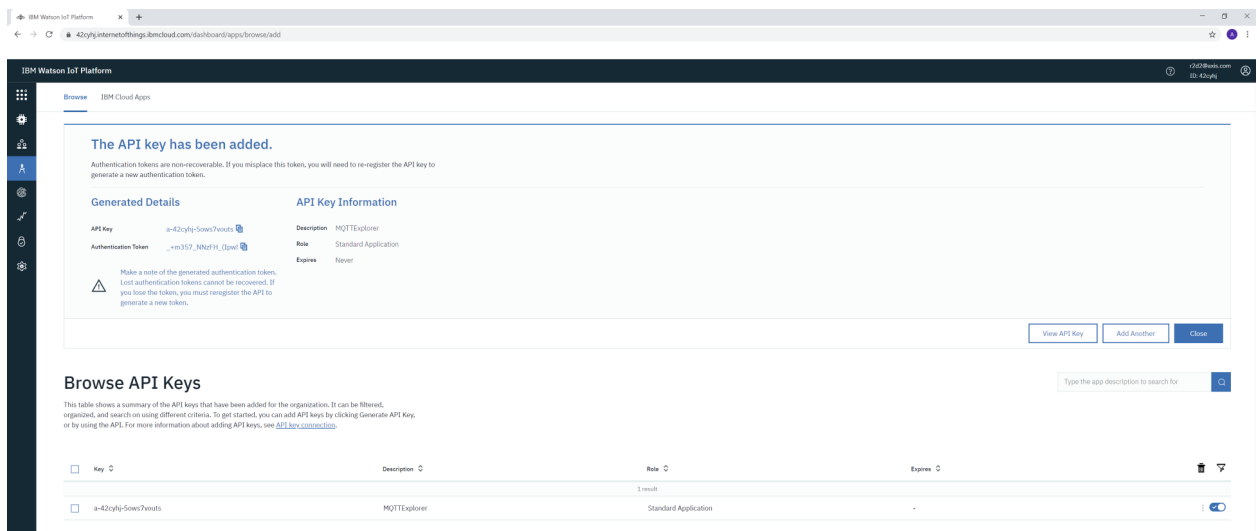 IBM Watson IoT Platform
42cyhj.internetofthings.ibmcloud.com/dashboard/apps/browse/add
A
IBM Watson IoT Platform
r2d2@axis.com
ID: 42cyhj
Browse IBM Cloud Apps
The API key has been added.
Authentication tokens are non-recoverable. If you misplace this token, you will need to re-register the API key to
generate a new authentication token.
Generated Details
API Key a-42cyhj-5ows7vouts
Authentication Token _+m357_NNzFH_(Ipwl
Make a note of the generated authentication token.
Lost authentication tokens cannot be recovered. If
you lose the token, you must reregister the API to
generate a new token.
API Key Information
Description MQTTExplorer
Role Standard Application
Expires Never
View API Key Add Another Close
Browse API Keys
Type the app description to search for
This table shows a summary of the API keys that have been added for the organization. It can be filtered,
organized, and search on using different criteria. To get started, you can add API keys by clicking Generate API Key,
or by using the API. For more information about adding API keys, see API key connection.
Key Description Role Expires
1 result
a-42cyhj-5ows7vouts MQTTExplorer Standard Application -